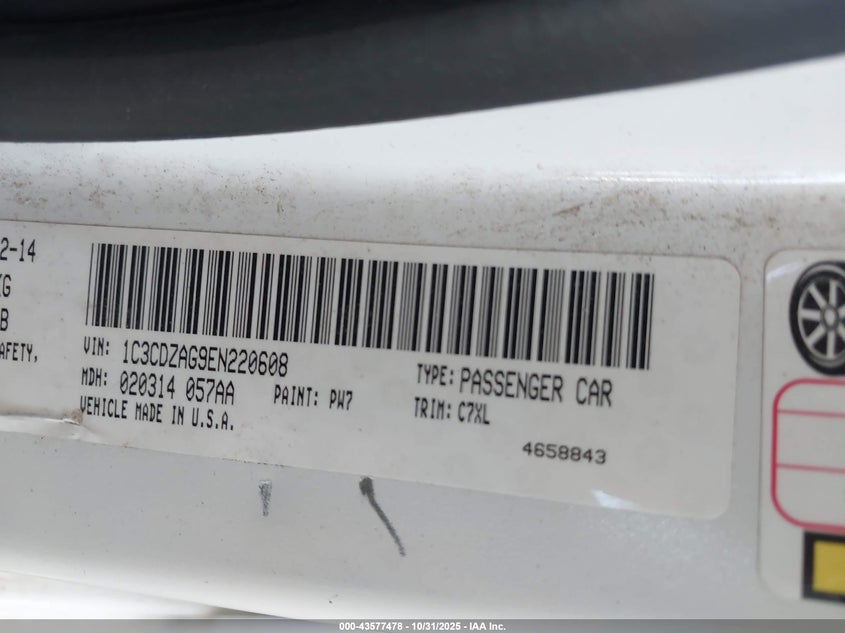 2-14
KG
B
AFETY,
VIN: 1C3CDZAG9EN220608
MDH: 020314 057AA
PAINT: PW7
VEHICLE MADE IN U.S.A.
TYPE: PASSENGER CAR
TRIM: C7XL
4658843
000-43577478 - 10/31/2025 - IAA Inc.